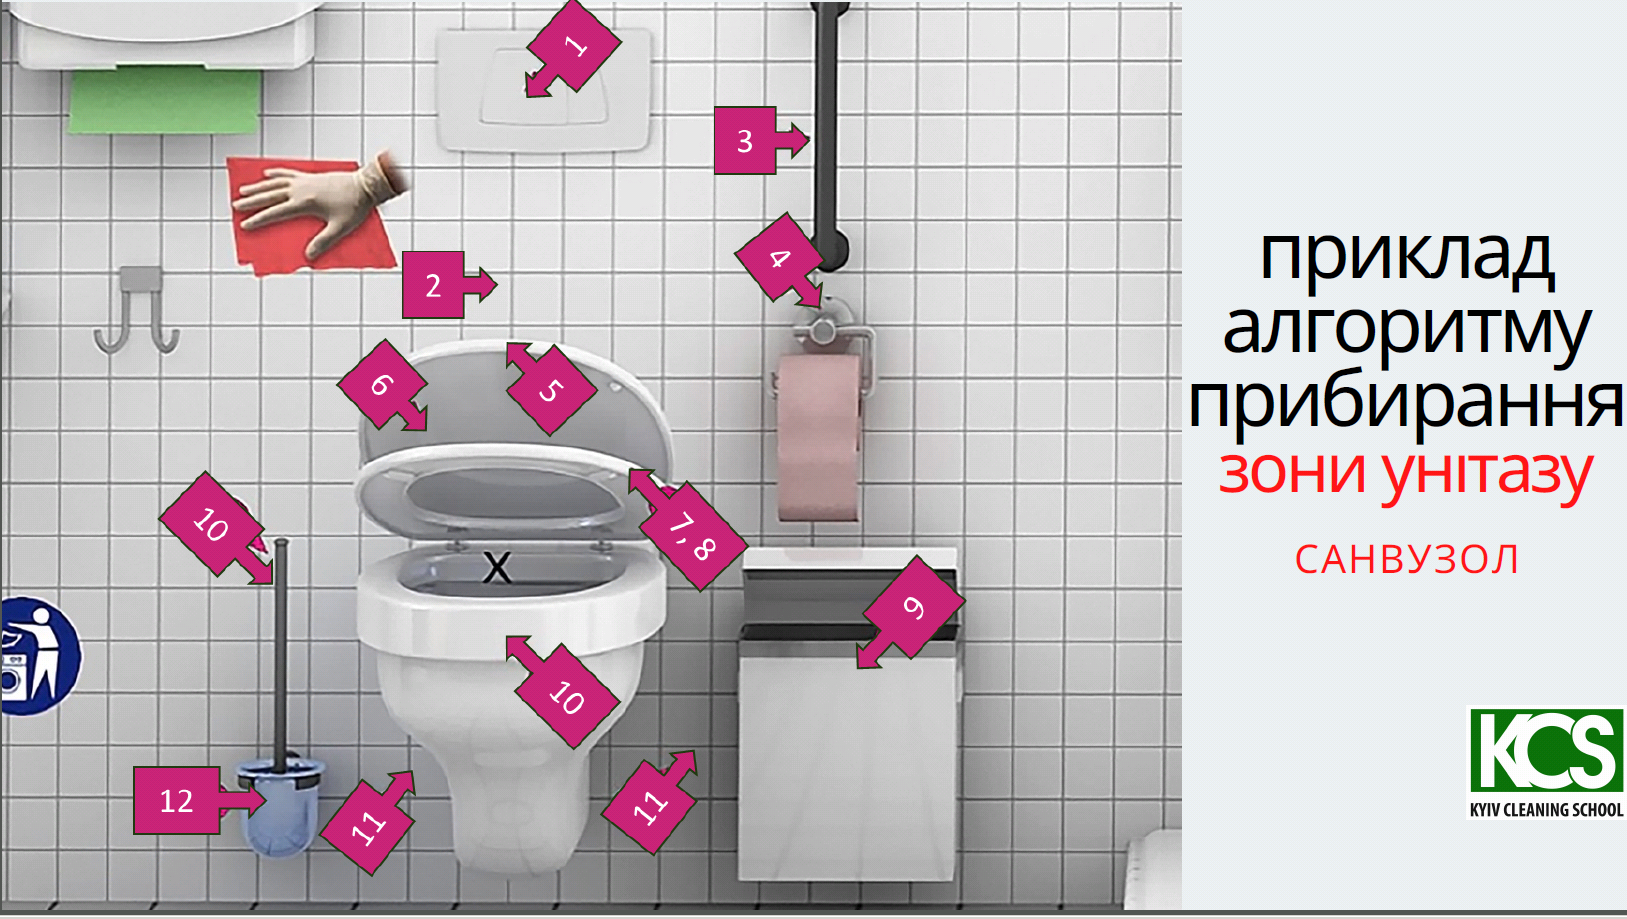 1
3
4
2
6
5
10
7, 8
X
9
10
12
11
11
приклад
алгоритму
прибирання
зони унітазу
САНВУЗОЛ
KCS
KYIV CLEANING SCHOOL